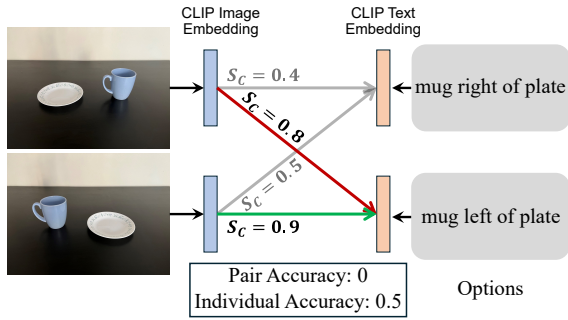 CLIP Image
Embedding
CLIP Text
Embedding
S_C = 0.4
mug right of plate
S_C = 0.8
S_C = 0.5
mug left of plate
S_C = 0.9
Pair Accuracy: 0
Individual Accuracy: 0.5
Options